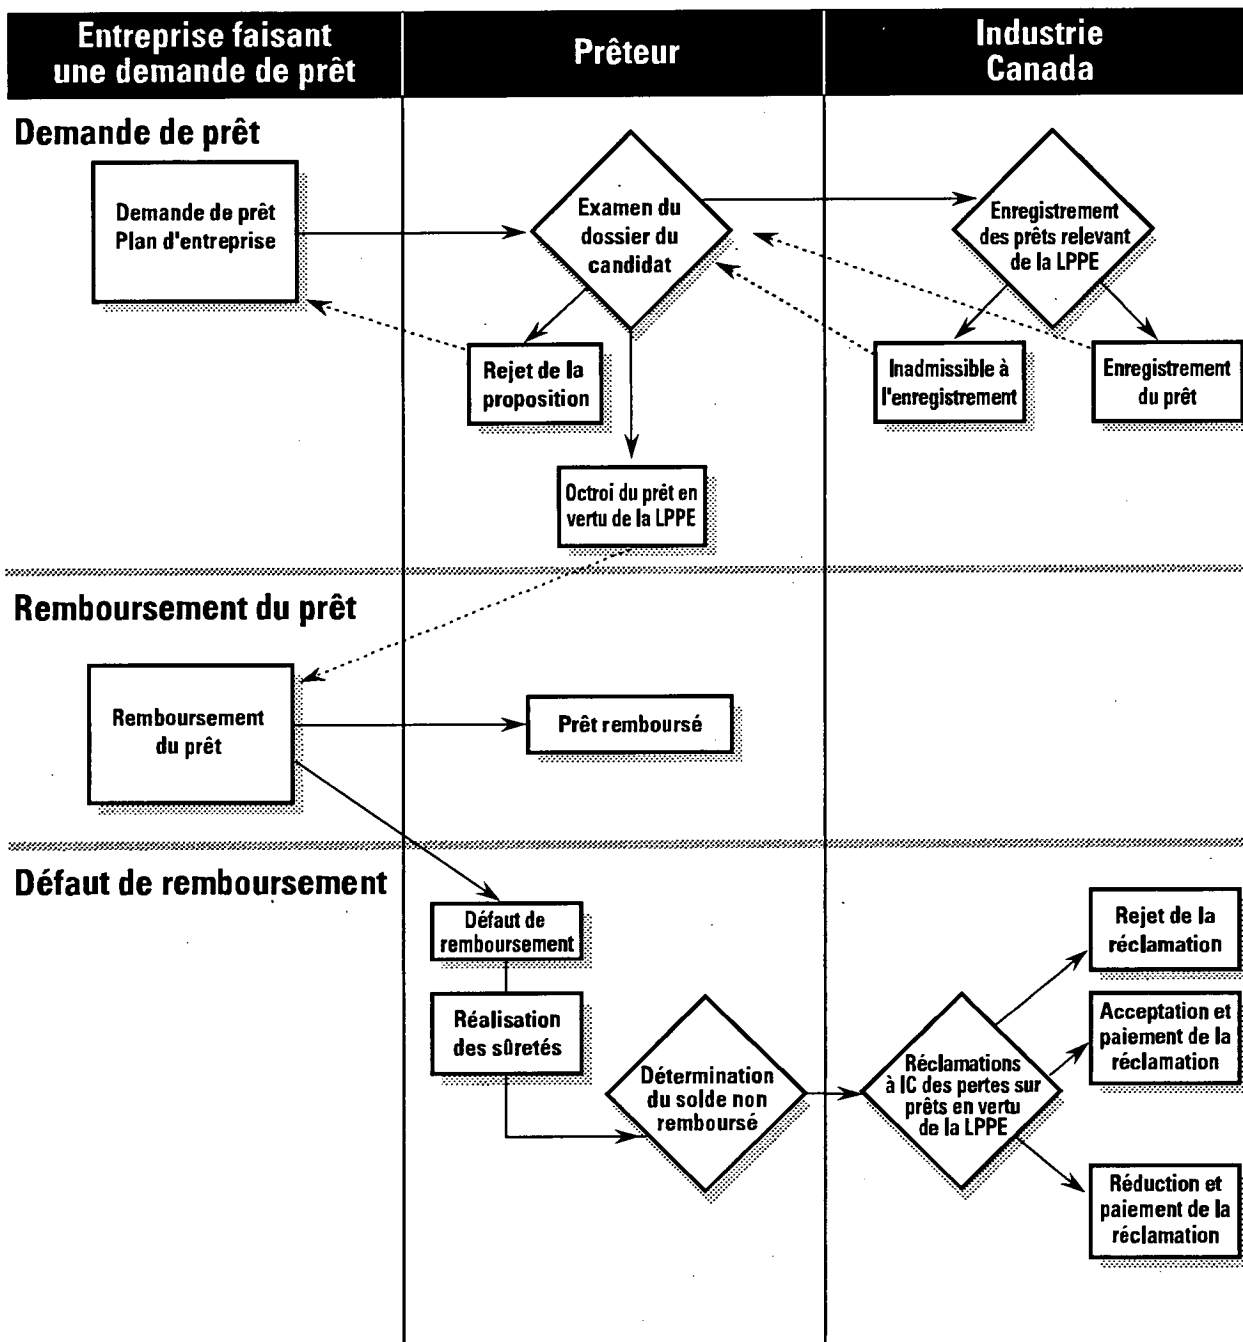 Entreprise faisant
une demande de prêt
Prêteur
Industrie
Canada
Demande de prêt
Demande de prêt
Plan d'entreprise
Examen du
dossier du
candidat
Enregistrement
des prêts relevant
de la LPPE
Rejet de la
proposition
Inadmissible à
l'enregistrement
Enregistrement
du prêt
Octroi du prêt en
vertu de la LPPE
Remboursement du prêt
Remboursement
du prêt
Prêt remboursé
Défaut de remboursement
Défaut de
remboursement
Réalisation
des sûretés
Détermination
du solde non
remboursé
Réclamations
à IC des pertes sur
prêts en vertu
de la LPPE
Rejet de la
réclamation
Acceptation et
paiement de la
réclamation
Réduction et
paiement de la
réclamation